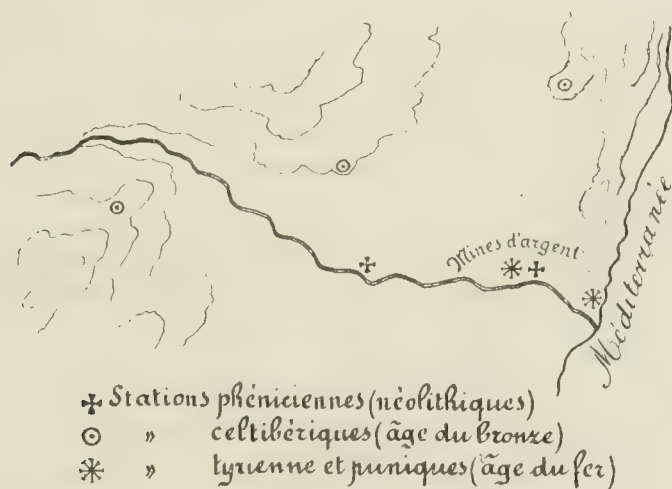 Mines d'argent
Méditerranée
Stations phéniciennes (néolithiques)
» celtibériques (âge du bronze)
» tyrienne et puniques (âge du fer)